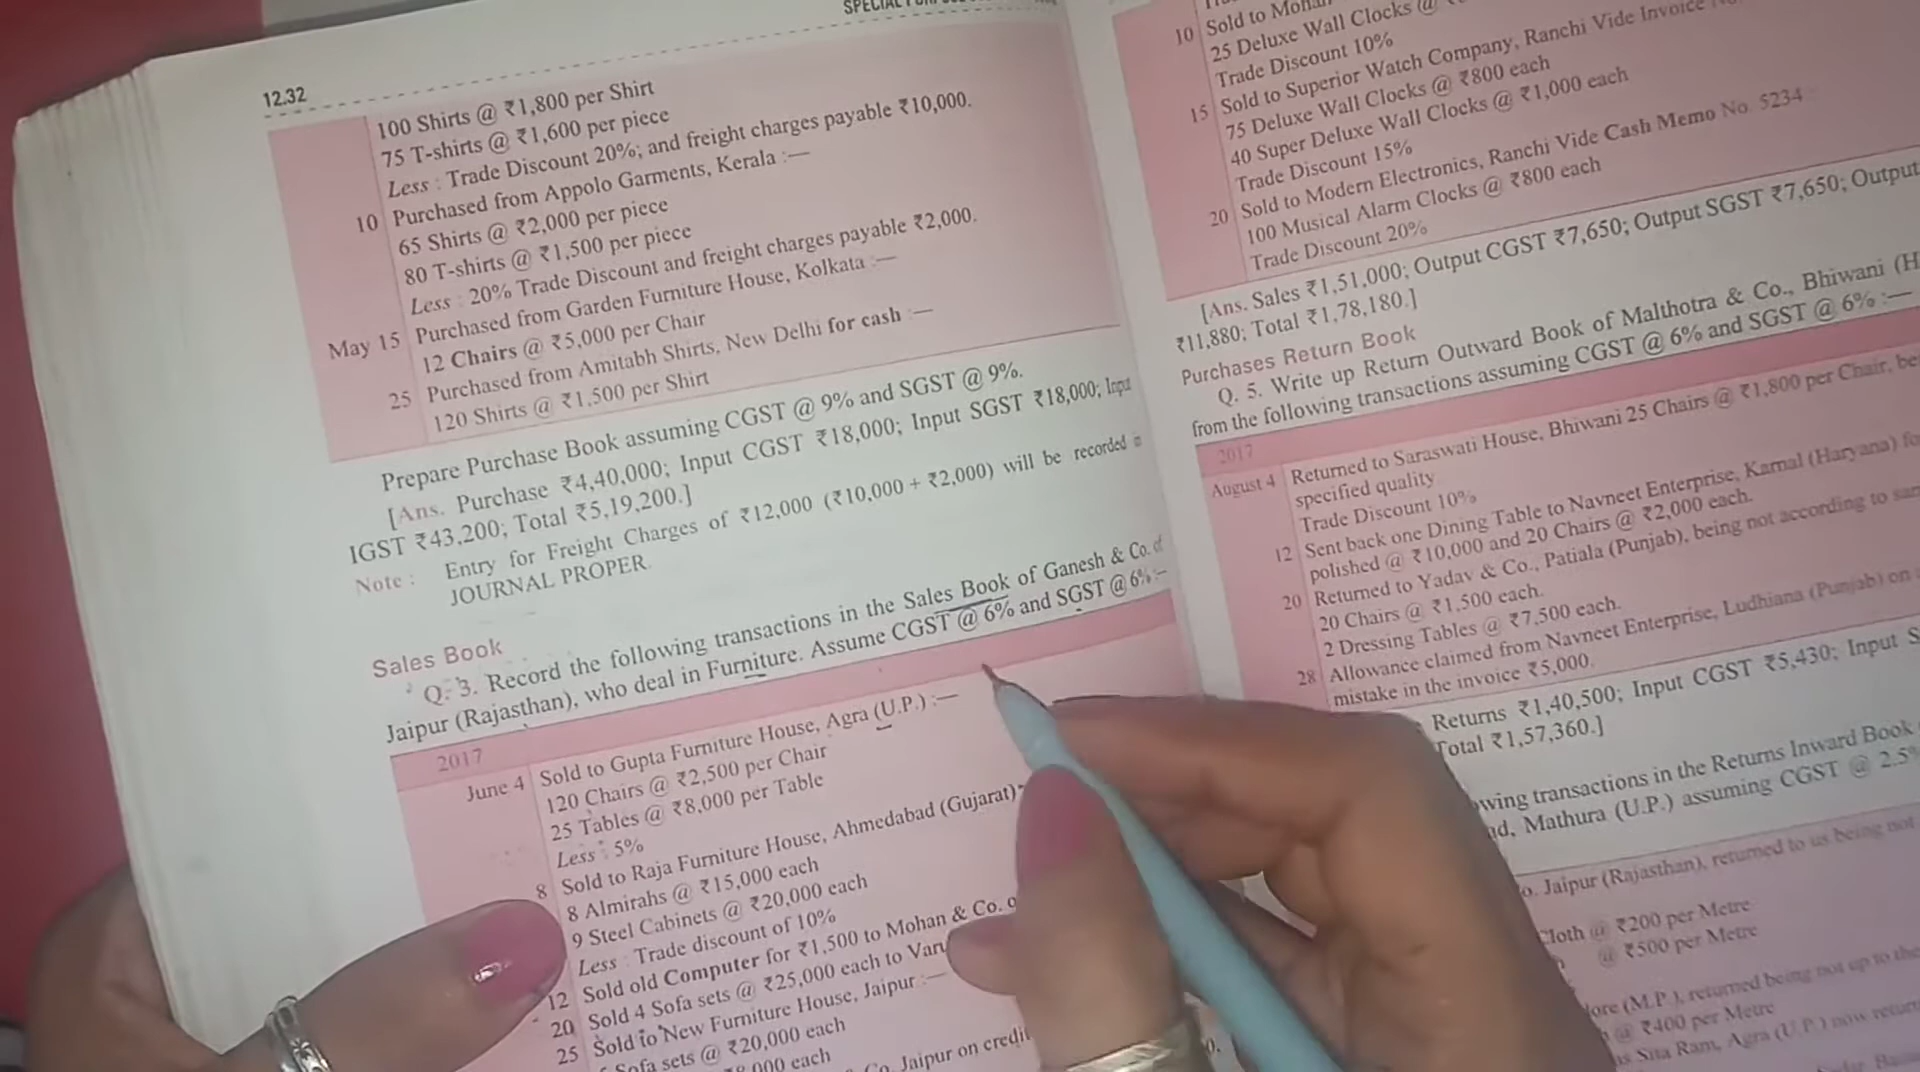 12.32
100 Shirts @ ₹1,800 per Shirt
75 T-shirts @ ₹1,600 per piece
Less : Trade Discount 20%; and freight charges payable ₹10,000.
10 Purchased from Appolo Garments, Kerala :—
65 Shirts @ ₹2,000 per piece
80 T-shirts @ ₹1,500 per piece
Less : 20% Trade Discount and freight charges payable ₹2,000.
May 15 Purchased from Garden Furniture House, Kolkata :—
12 Chairs @ ₹5,000 per Chair
25 Purchased from Amitabh Shirts, New Delhi for cash :—
120 Shirts @ ₹1,500 per Shirt
Prepare Purchase Book assuming CGST @ 9% and SGST @ 9%.
[Ans. Purchase ₹4,40,000; Input CGST ₹18,000; Input SGST ₹18,000; Input
IGST ₹43,200; Total ₹5,19,200.]
Note : Entry for Freight Charges of ₹12,000 (₹10,000 + ₹2,000) will be recorded in
JOURNAL PROPER.
Sales Book
Q. 3. Record the following transactions in the Sales Book of Ganesh & Co. of
Jaipur (Rajasthan), who deal in Furniture. Assume CGST @ 6% and SGST @ 6% :—
2017
June 4 Sold to Gupta Furniture House, Agra (U.P.) :—
120 Chairs @ ₹2,500 per Chair
25 Tables @ ₹8,000 per Table
Less : 5%
8 Sold to Raja Furniture House, Ahmedabad (Gujarat)
8 Almirahs @ ₹15,000 each
9 Steel Cabinets @ ₹20,000 each
Less : Trade discount of 10%
12 Sold old Computer for ₹1,500 to Mohan & Co.
20 Sold 4 Sofa sets @ ₹25,000 each to
25 Sold to New Furniture House, Jaipur :—
Sofa sets @ ₹20,000 each
each
Co. Jaipur on credit
10 Sold to
25 Deluxe Wall Clocks @
Trade Discount 10%
15 Sold to Superior Watch Company, Ranchi Vide Invoice
75 Deluxe Wall Clocks @ ₹800 each
40 Super Deluxe Wall Clocks @ ₹1,000 each
Trade Discount 15%
20 Sold to Modern Electronics, Ranchi Vide Cash Memo No. 5234
100 Musical Alarm Clocks @ ₹800 each
Trade Discount 20%
[Ans. Sales ₹1,51,000; Output CGST ₹7,650; Output SGST ₹7,650; Output
₹11,880; Total ₹1,78,180.]
Purchases Return Book
Q. 5. Write up Return Outward Book of Malthotra & Co., Bhiwani (H
from the following transactions assuming CGST @ 6% and SGST @ 6% :—
2017
August 4 Returned to Saraswati House, Bhiwani 25 Chairs @ ₹1,800 per Chair, be
specified quality
Trade Discount 10%
12 Sent back one Dining Table to Navneet Enterprise, Karnal (Haryana)
polished @ ₹10,000 and 20 Chairs @ ₹2,000 each.
20 Returned to Yadav & Co., Patiala (Punjab), being not according to
20 Chairs @ ₹1,500 each.
2 Dressing Tables @ ₹7,500 each.
28 Allowance claimed from Navneet Enterprise, Ludhiana (Punjab) on
mistake in the invoice ₹5,000.
Returns ₹1,40,500; Input CGST ₹5,430; Input S
Total ₹1,57,360.]
wing transactions in the Returns Inward Book
ad, Mathura (U.P.) assuming CGST @ 2.5%
Jaipur (Rajasthan), returned to us being not
Cloth @ ₹200 per Metre
@ ₹500 per Metre
ore (M.P.), returned being not up to the
@ ₹400 per Metre
Sita Ram, Agra (U.P.) now